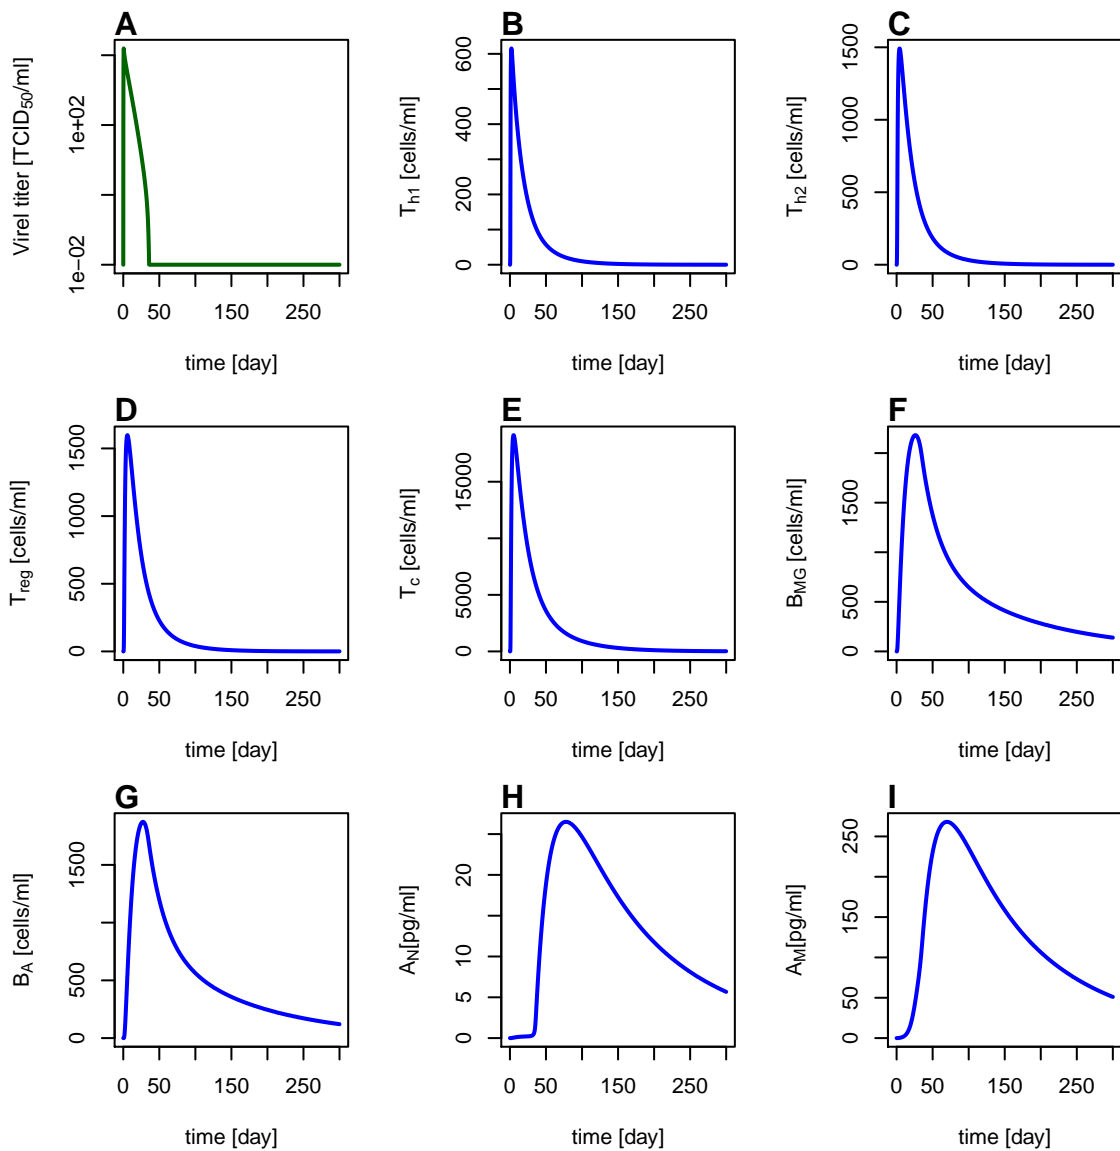 A
Virel titer [TCID50/ml]
1e-02
1e+02
0 50 150 250
time [day]
B
Th1 [cells/ml]
0 200 400 600
0 50 150 250
time [day]
C
Th2 [cells/ml]
0 500 1000 1500
0 50 150 250
time [day]
D
Treg [cells/ml]
0 500 1000 1500
0 50 150 250
time [day]
E
Tc [cells/ml]
0 5000 15000
0 50 150 250
time [day]
F
BMG [cells/ml]
0 500 1500
0 50 150 250
time [day]
G
BA [cells/ml]
0 500 1500
0 50 150 250
time [day]
H
AN[pg/ml]
0 5 10 20
0 50 150 250
time [day]
I
AM[pg/ml]
0 50 150 250
0 50 150 250
time [day]